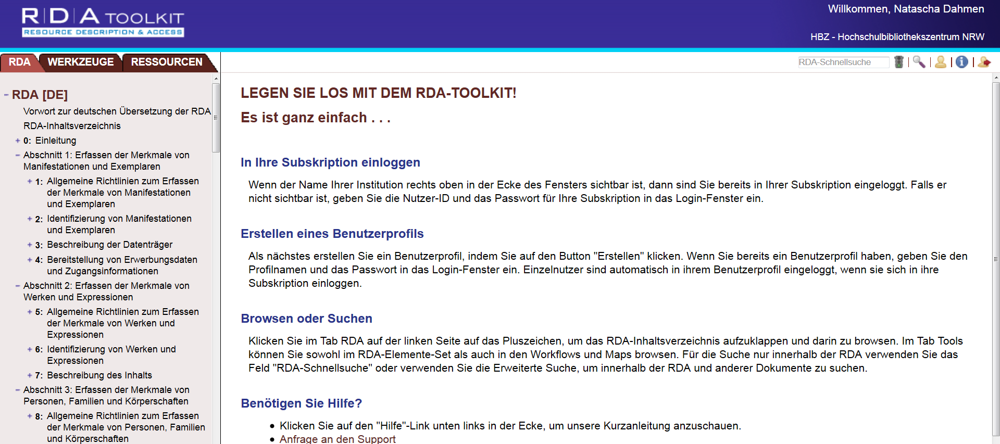 R|D|A TOOLKIT
RESOURCE DESCRIPTION & ACCESS
Willkommen, Natascha Dahmen
HBZ - Hochschulbibliothekszentrum NRW
RDA
WERKZEUGE
RESSOURCEN
RDA-Schnellsuche
RDA [DE]
Vorwort zur deutschen Übersetzung der RDA
RDA-Inhaltsverzeichnis
0: Einleitung
Abschnitt 1: Erfassen der Merkmale von
Manifestationen und Exemplaren
1: Allgemeine Richtlinien zum Erfassen
der Merkmale von Manifestationen
und Exemplaren
2: Identifizierung von Manifestationen
und Exemplaren
3: Beschreibung der Datenträger
4: Bereitstellung von Erwerbungsdaten
und Zugangsinformationen
Abschnitt 2: Erfassen der Merkmale von
Werken und Expressionen
5: Allgemeine Richtlinien zum Erfassen
der Merkmale von Werken und
Expressionen
6: Identifizierung von Werken und
Expressionen
7: Beschreibung des Inhalts
Abschnitt 3: Erfassen der Merkmale von
Personen, Familien und Körperschaften
8: Allgemeine Richtlinien zum Erfassen
der Merkmale von Personen, Familien
und Körperschaften
LEGEN SIE LOS MIT DEM RDA-TOOLKIT!
Es ist ganz einfach . . .
In Ihre Subskription einloggen
Wenn der Name Ihrer Institution rechts oben in der Ecke des Fensters sichtbar ist, dann sind Sie bereits in Ihrer Subskription eingeloggt. Falls er
nicht sichtbar ist, geben Sie die Nutzer-ID und das Passwort für Ihre Subskription in das Login-Fenster ein.
Erstellen eines Benutzerprofils
Als nächstes erstellen Sie ein Benutzerprofil, indem Sie auf den Button "Erstellen" klicken. Wenn Sie bereits ein Benutzerprofil haben, geben Sie den
Profilnamen und das Passwort in das Login-Fenster ein. Einzelnutzer sind automatisch in ihrem Benutzerprofil eingeloggt, wenn sie sich in ihre
Subskription einloggen.
Browsen oder Suchen
Klicken Sie im Tab RDA auf der linken Seite auf das Pluszeichen, um das RDA-Inhaltsverzeichnis aufzuklappen und darin zu browsen. Im Tab Tools
können Sie sowohl im RDA-Elemente-Set als auch in den Workflows und Maps browsen. Für die Suche nur innerhalb der RDA verwenden Sie das
Feld "RDA-Schnellsuche" oder verwenden Sie die Erweiterte Suche, um innerhalb der RDA und anderer Dokumente zu suchen.
Benötigen Sie Hilfe?
Klicken Sie auf den "Hilfe"-Link unten links in der Ecke, um unsere Kurzanleitung anzuschauen.
Anfrage an den Support